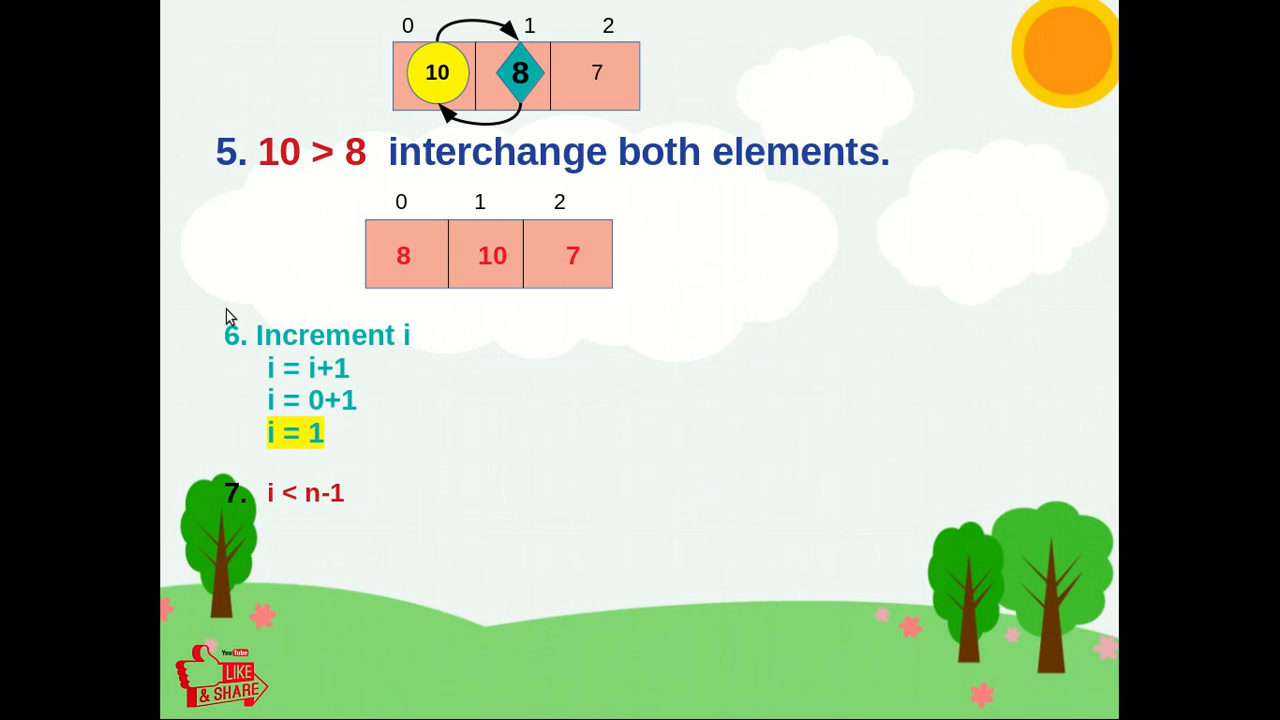 0 1 2
10 8 7
5. 10 > 8 interchange both elements.
0 1 2
8 10 7
6. Increment i
i = i+1
i = 0+1
i = 1
7. i < n-1
YouTube
LIKE
& SHARE